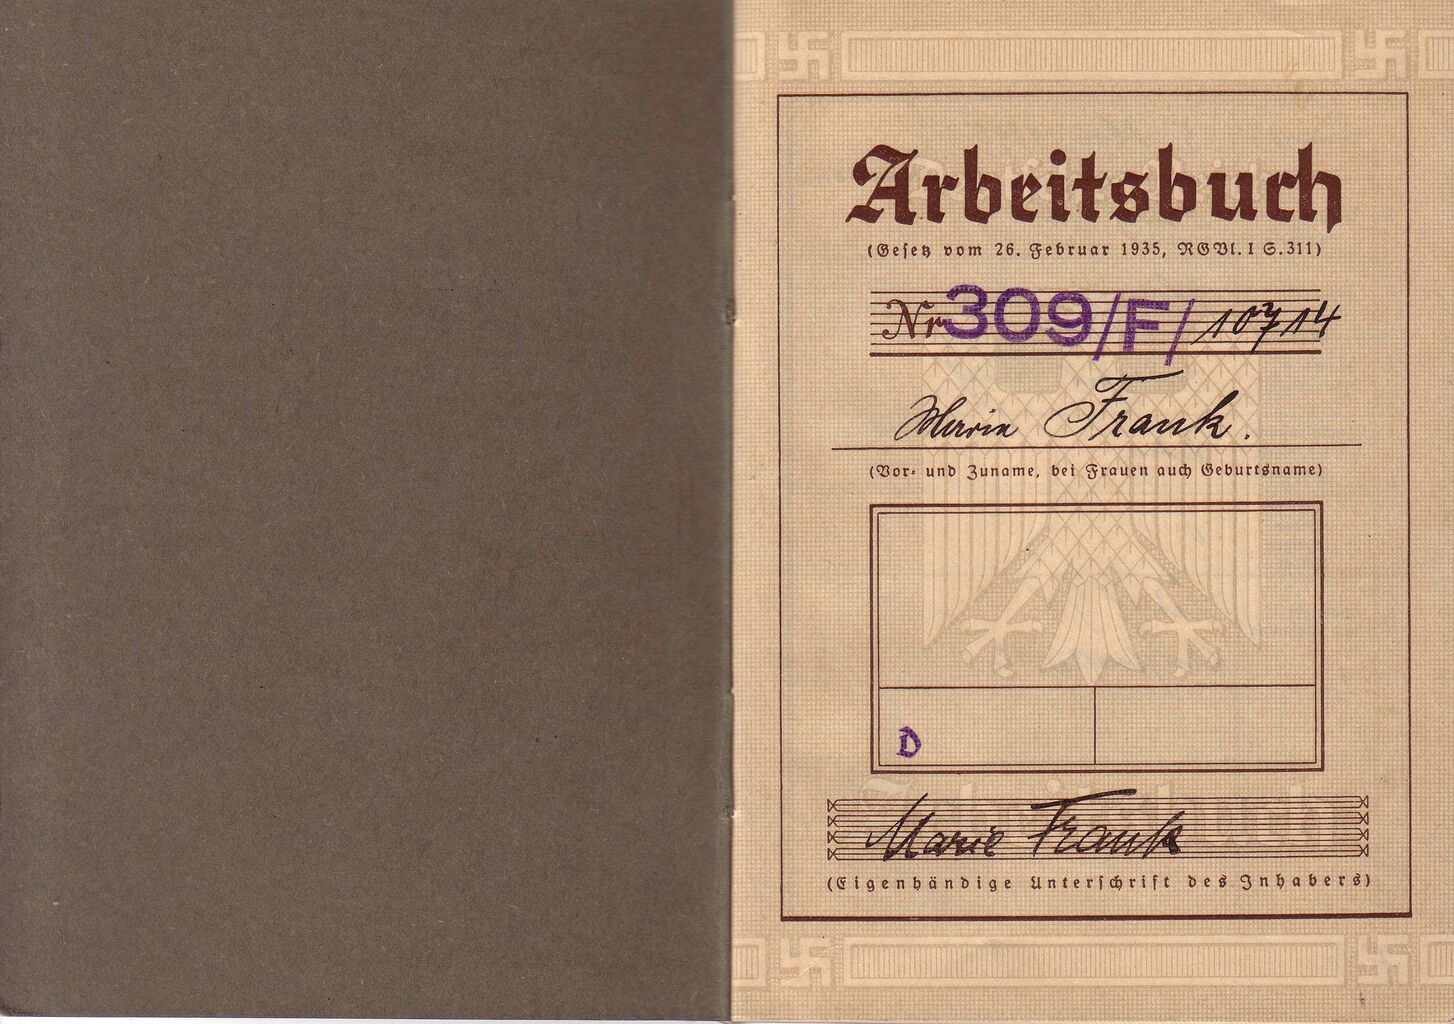 Arbeitsbuch
(Gesetz vom 26. Februar 1935, RGBl. I S. 311)
Nr 309/F/10714
Maria Frank.
(Vor- und Zuname, bei Frauen auch Geburtsname)
D
Marie Frank
(Eigenhändige Unterschrift des Inhabers)